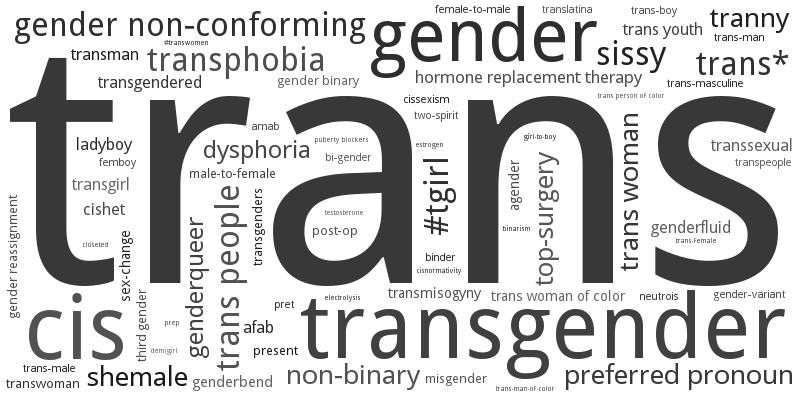 gender non-conforming
female-to-male
translatina
trans-boy
tranny
#transwomen
gender
trans youth
trans-man
transman
transphobia
sissy
trans*
transgendered
gender binary
hormone replacement therapy
trans-masculine
trans
cissexism
trans person of color
two-spirit
amab
ladyboy
dysphoria
puberty blockers
estrogen
girl-to-boy
transsexual
femboy
bi-gender
transpeople
male-to-female
#tgirl
agender
top-surgery
trans woman
transgirl
trans people
transgenders
cishet
testosterone
gender reassignment
genderqueer
post-op
binarism
genderfluid
closeted
sex-change
trans-female
binder
cisnormativity
cis
third gender
pret
electrolysis
transmisogyny
trans woman of color
neutrois
gender-variant
prep
afab
transgender
demigirl
present
trans-male
transwoman
shemale
genderbend
non-binary
misgender
preferred pronoun
trans-man-of-color